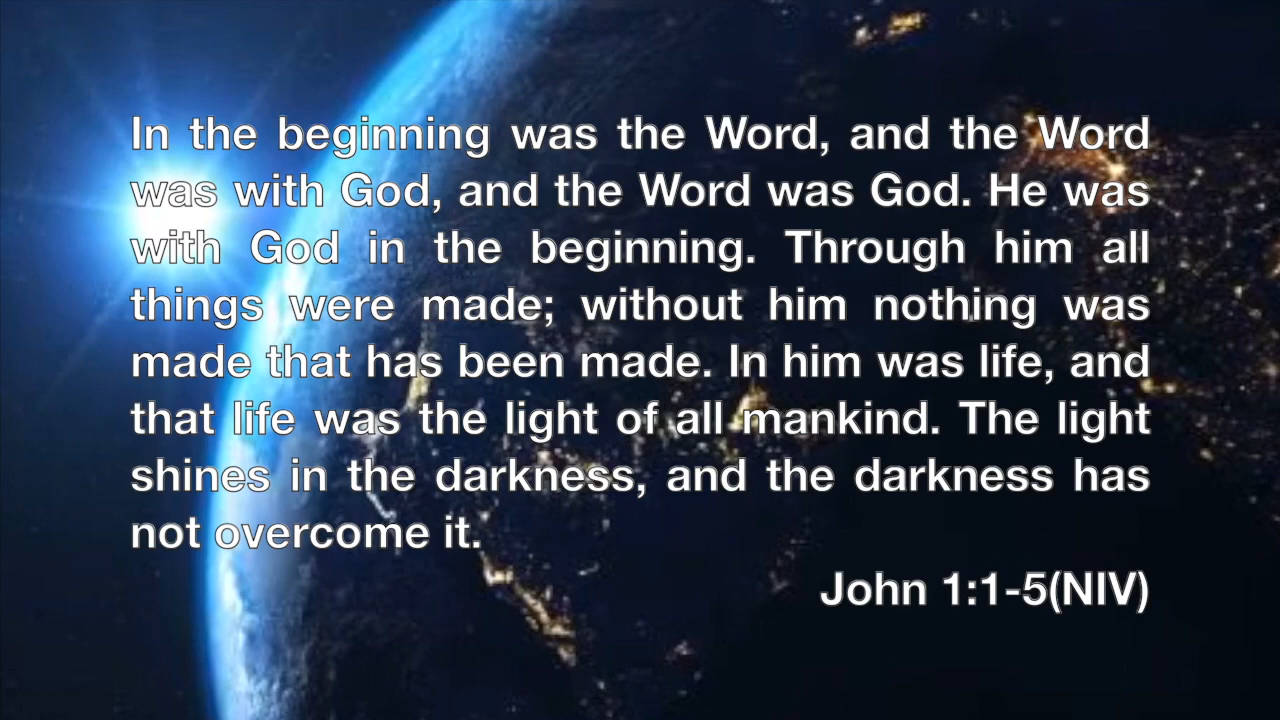 In the beginning was the Word, and the Word
was with God, and the Word was God. He was
with God in the beginning. Through him all
things were made; without him nothing was
made that has been made. In him was life, and
that life was the light of all mankind. The light
shines in the darkness, and the darkness has
not overcome it.
John 1:1-5(NIV)